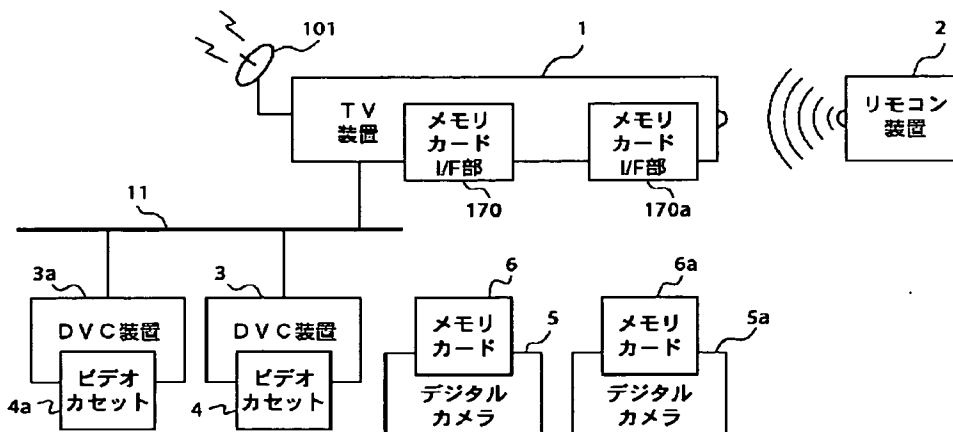 101
1
2
TV
装置
メモリ
カード
I/F部
メモリ
カード
I/F部
リモコン
装置
170
170a
11
3a
3
6
6a
DVC装置
DVC装置
メモリ
カード
5
メモリ
カード
5a
ビデオ
カセット
4a
ビデオ
カセット
4
デジタル
カメラ
デジタル
カメラ